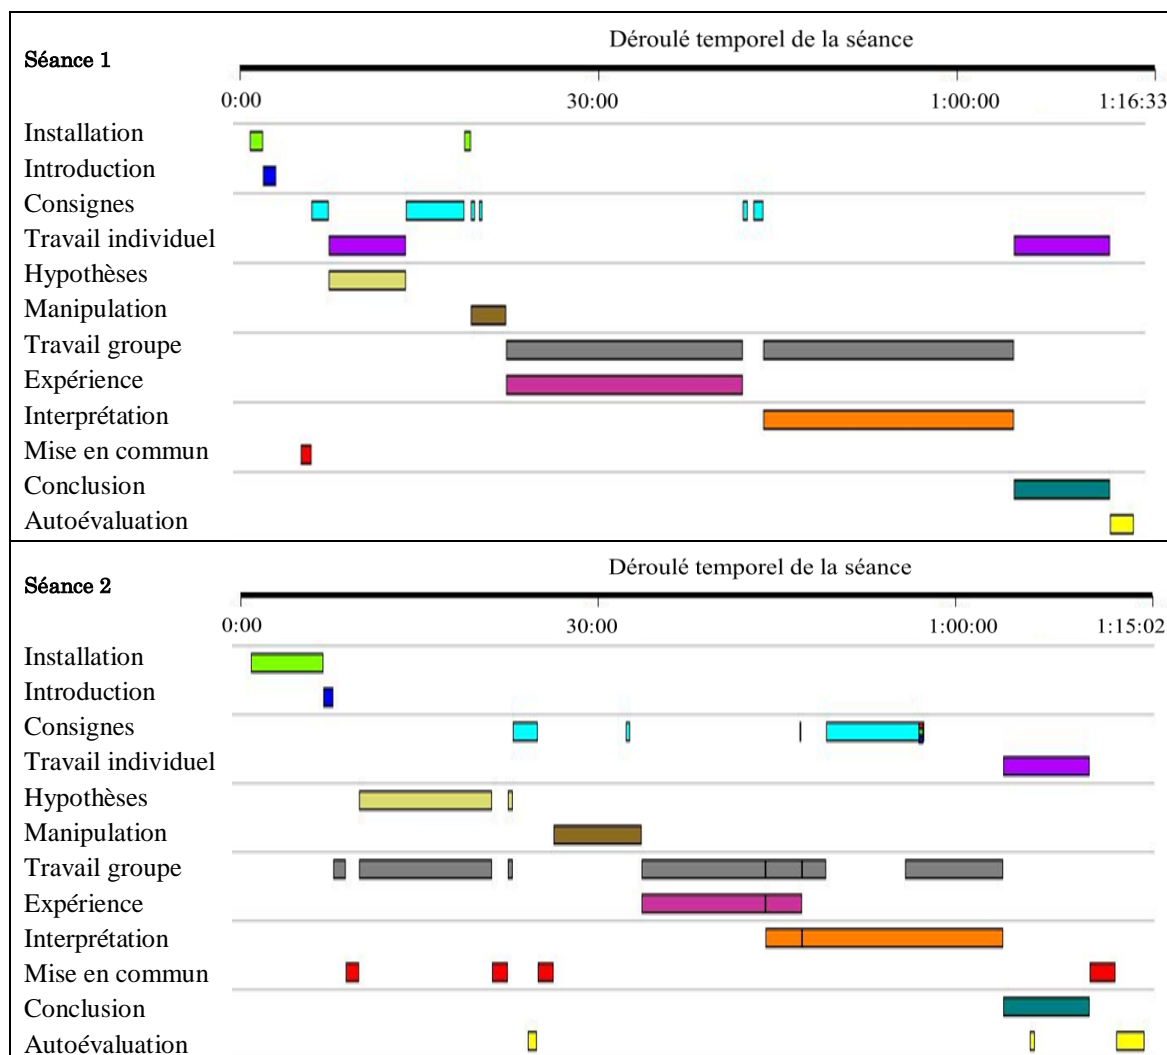 Déroulé temporel de la séance
Séance 1
0:00 30:00 1:00:00 1:16:33
Installation
Introduction
Consignes
Travail individuel
Hypothèses
Manipulation
Travail groupe
Expérience
Interprétation
Mise en commun
Conclusion
Autoévaluation
Déroulé temporel de la séance
Séance 2
0:00 30:00 1:00:00 1:15:02
Installation
Introduction
Consignes
Travail individuel
Hypothèses
Manipulation
Travail groupe
Expérience
Interprétation
Mise en commun
Conclusion
Autoévaluation